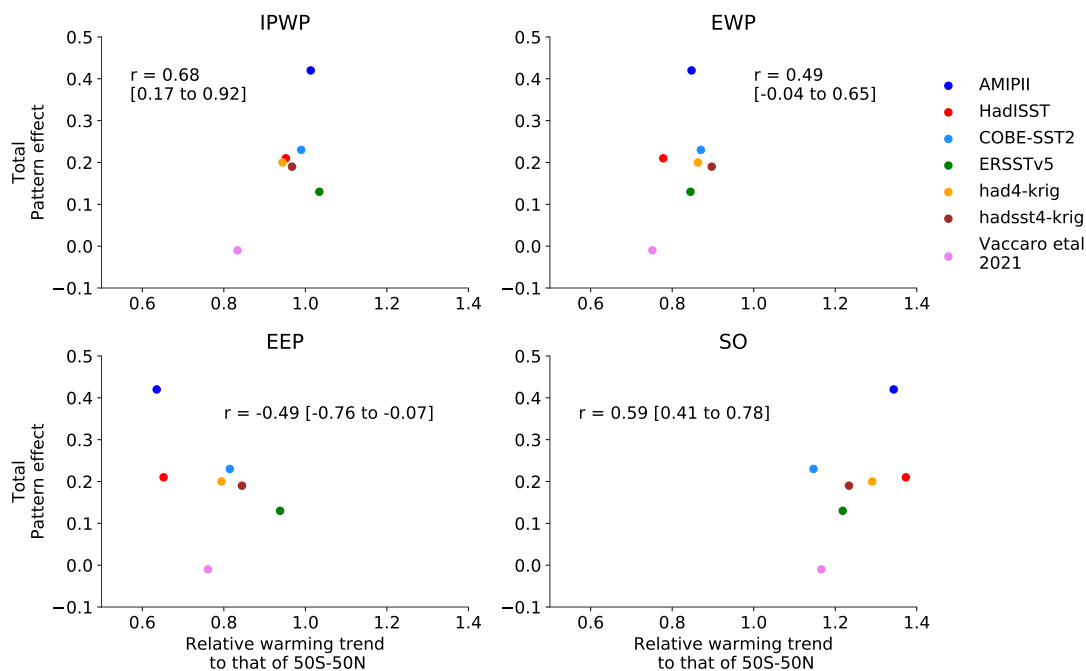 IPWP
0.5
0.4
0.3
0.2
0.1
0.0
−0.1
Total
Pattern effect
r = 0.68
[0.17 to 0.92]
0.6 0.8 1.0 1.2 1.4
EWP
0.5
0.4
0.3
0.2
0.1
0.0
−0.1
r = 0.49
[-0.04 to 0.65]
0.6 0.8 1.0 1.2 1.4
AMIPII
HadISST
COBE-SST2
ERSSTv5
had4-krig
hadsst4-krig
Vaccaro etal
2021
EEP
0.5
0.4
0.3
0.2
0.1
0.0
−0.1
Total
Pattern effect
r = -0.49 [-0.76 to -0.07]
0.6 0.8 1.0 1.2 1.4
Relative warming trend
to that of 50S-50N
SO
0.5
0.4
0.3
0.2
0.1
0.0
−0.1
r = 0.59 [0.41 to 0.78]
0.6 0.8 1.0 1.2 1.4
Relative warming trend
to that of 50S-50N